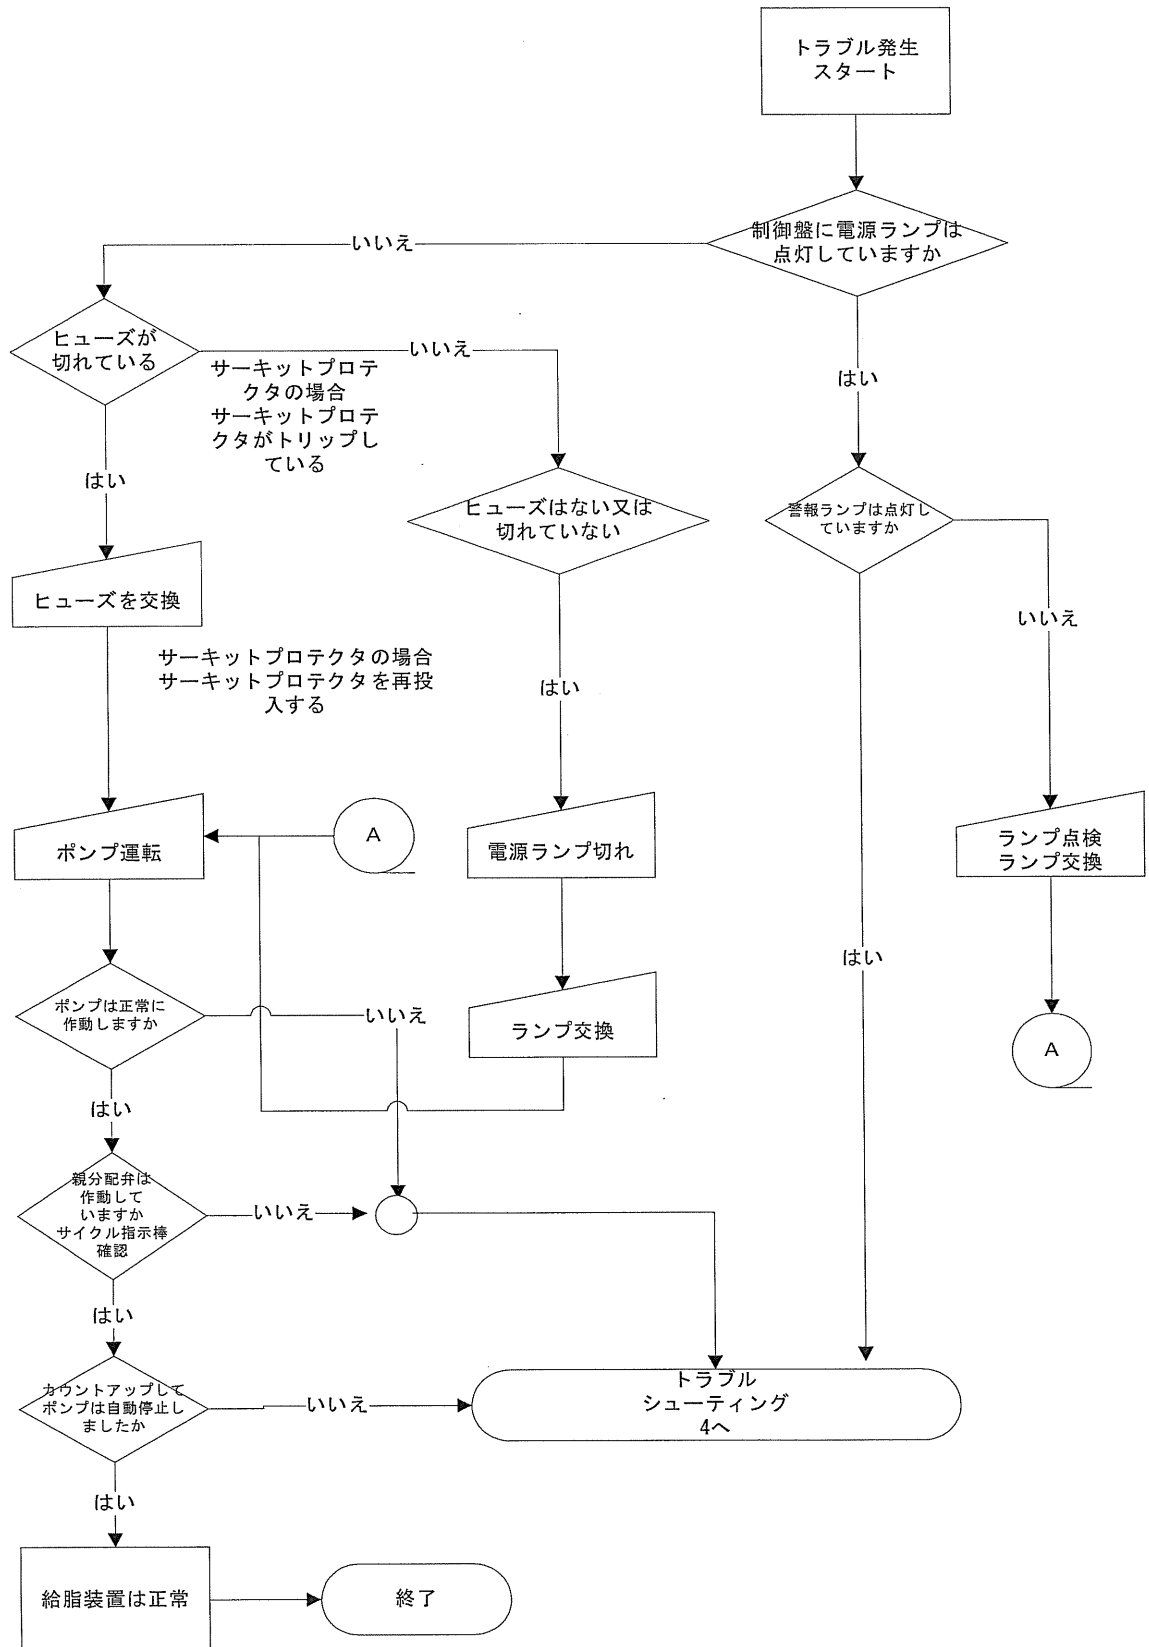 トラブル発生
スタート
制御盤に電源ランプは
点灯していますか
いいえ
はい
ヒューズが
切れている
いいえ
サーキットプロテ
クタの場合
サーキットプロテ
クタがトリップし
ている
はい
ヒューズはない又は
切れていない
警報ランプは点灯し
ていますか
いいえ
ヒューズを交換
サーキットプロテクタの場合
サーキットプロテクタを再投
入する
はい
ポンプ運転
A
電源ランプ切れ
ランプ点検
ランプ交換
はい
ポンプは正常に
作動しますか
いいえ
ランプ交換
A
はい
親分配弁は
作動して
いますか
サイクル指示棒
確認
いいえ
はい
カウントアップして
ポンプは自動停止し
ましたか
いいえ
トラブル
シューティング
4へ
はい
給脂装置は正常
終了